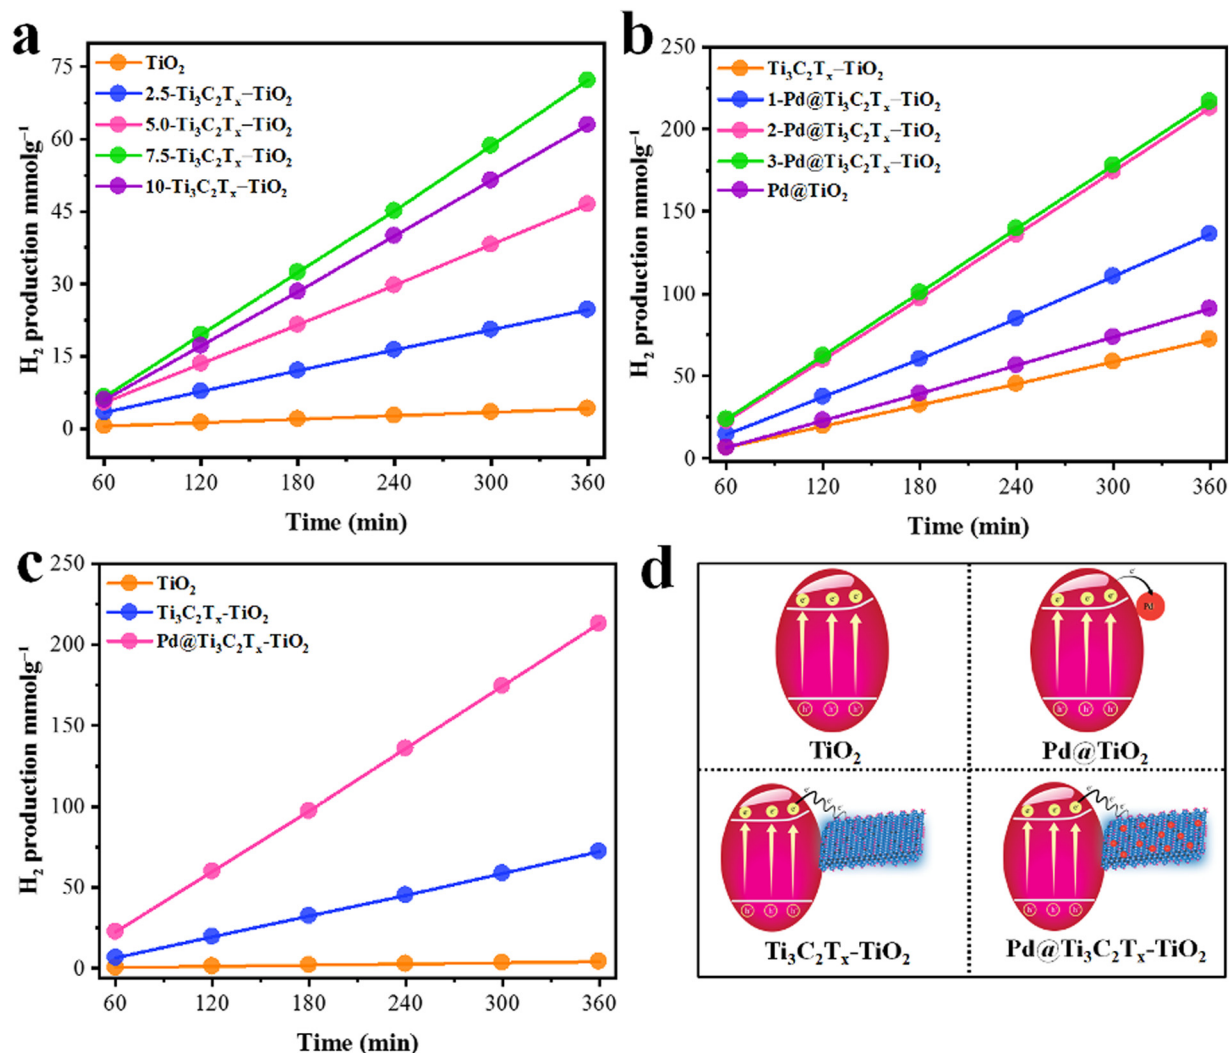 a
75
60
45
30
15
0
H₂ production mmolg⁻¹
TiO₂
2.5-Ti₃C₂Tₓ–TiO₂
5.0-Ti₃C₂Tₓ–TiO₂
7.5-Ti₃C₂Tₓ–TiO₂
10-Ti₃C₂Tₓ–TiO₂
60 120 180 240 300 360
Time (min)
b
250
200
150
100
50
0
H₂ production mmolg⁻¹
Ti₃C₂Tₓ–TiO₂
1-Pd@Ti₃C₂Tₓ–TiO₂
2-Pd@Ti₃C₂Tₓ–TiO₂
3-Pd@Ti₃C₂Tₓ–TiO₂
Pd@TiO₂
60 120 180 240 300 360
Time (min)
c
250
200
150
100
50
0
H₂ production mmolg⁻¹
TiO₂
Ti₃C₂Tₓ-TiO₂
Pd@Ti₃C₂Tₓ-TiO₂
60 120 180 240 300 360
Time (min)
d
e⁻ e⁻ e⁻
h⁺ h⁺ h⁺
TiO₂
e⁻
e⁻ e⁻ e⁻
Pd
h⁺ h⁺ h⁺
Pd@TiO₂
e⁻ e⁻
e⁻ e⁻ e⁻
h⁺ h⁺ h⁺
Ti₃C₂Tₓ-TiO₂
e⁻ e⁻
e⁻ e⁻ e⁻
h⁺ h⁺ h⁺
Pd@Ti₃C₂Tₓ-TiO₂